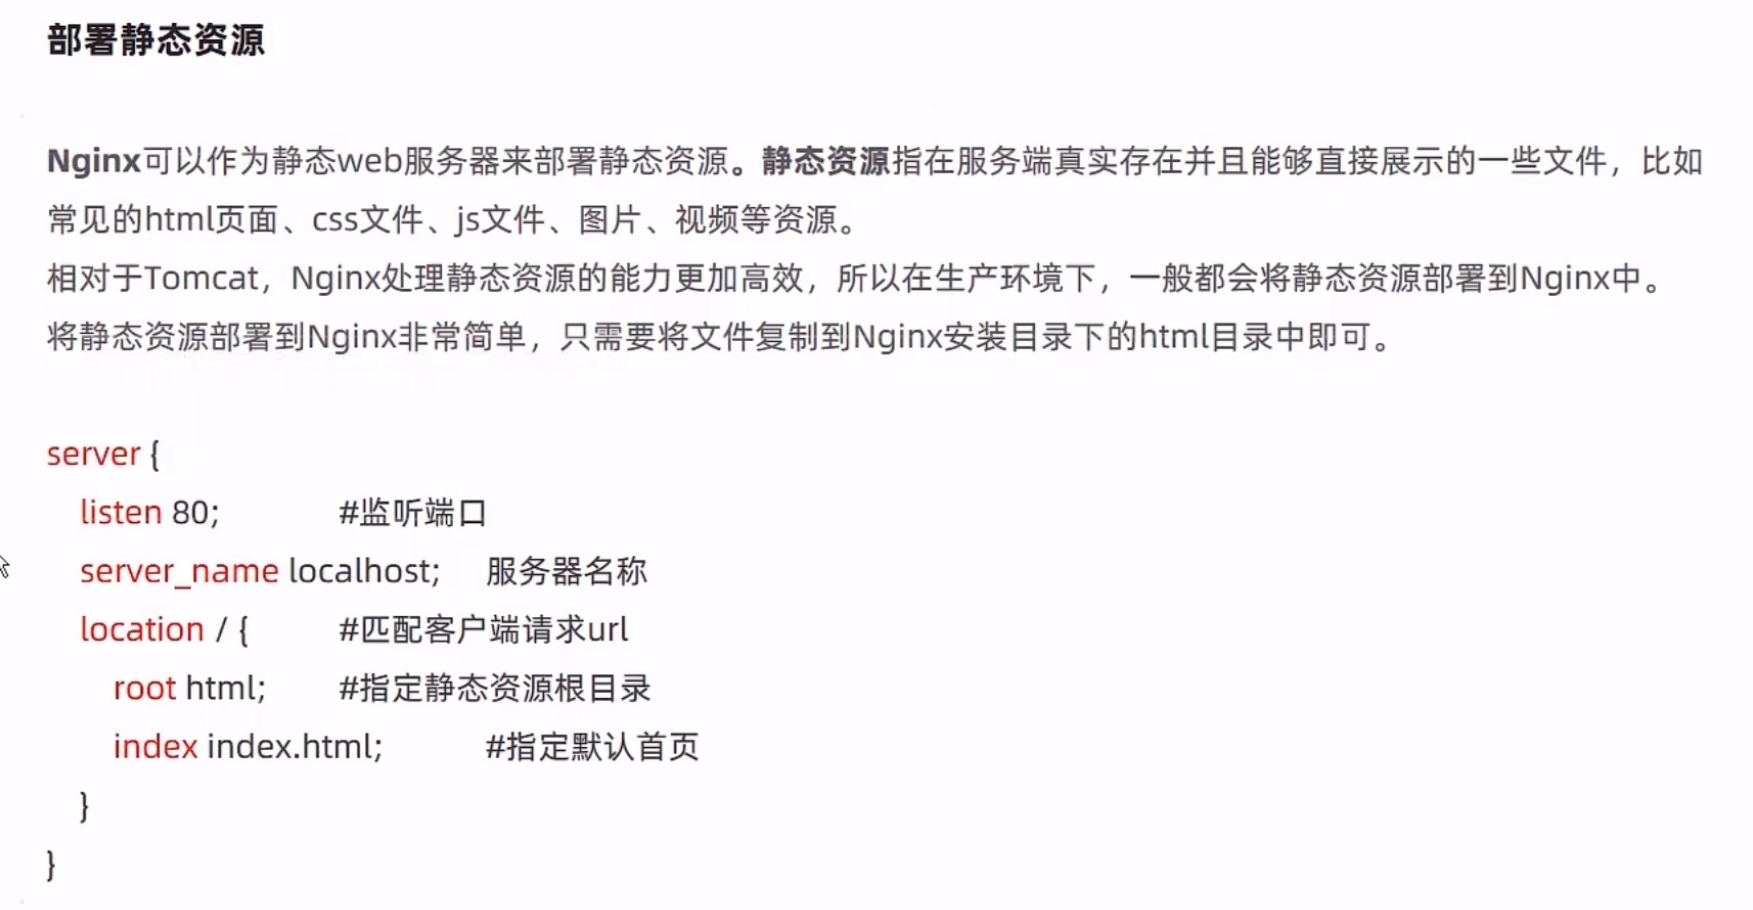 部署静态资源
Nginx可以作为静态web服务器来部署静态资源。静态资源指在服务端真实存在并且能够直接展示的一些文件，比如
常见的html页面、css文件、js文件、图片、视频等资源。
相对于Tomcat，Nginx处理静态资源的能力更加高效，所以在生产环境下，一般都会将静态资源部署到Nginx中。
将静态资源部署到Nginx非常简单，只需要将文件复制到Nginx安装目录下的html目录中即可。
server {
listen 80; #监听端口
server_name localhost; 服务器名称
location / { #匹配客户端请求url
root html; #指定静态资源根目录
index index.html; #指定默认首页
}
}